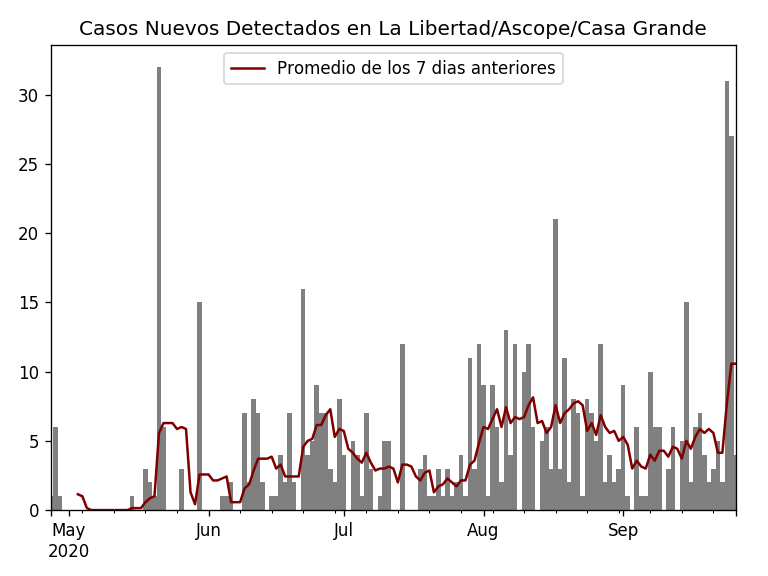 Casos Nuevos Detectados en La Libertad/Ascope/Casa Grande
Promedio de los 7 dias anteriores
30
25
20
15
10
5
0
May Jun Jul Aug Sep
2020